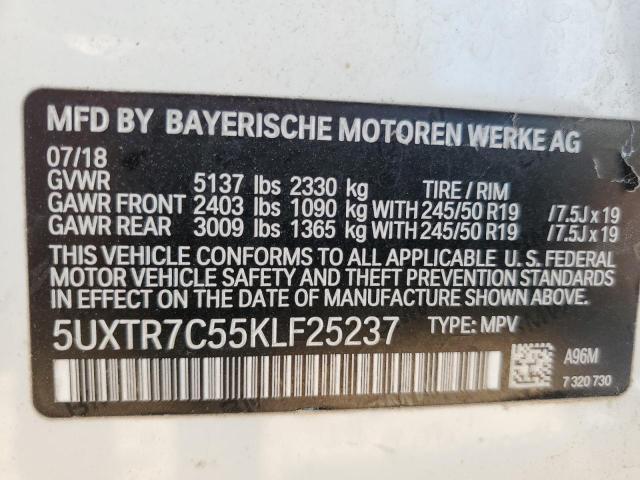 MFD BY BAYERISCHE MOTOREN WERKE AG
07/18
GVWR 5137 lbs 2330 kg TIRE / RIM
GAWR FRONT 2403 lbs 1090 kg WITH 245/50 R19 / 7.5J x 19
GAWR REAR 3009 lbs 1365 kg WITH 245/50 R19 / 7.5J x 19
THIS VEHICLE CONFORMS TO ALL APPLICABLE U.S. FEDERAL
MOTOR VEHICLE SAFETY AND THEFT PREVENTION STANDARDS
IN EFFECT ON THE DATE OF MANUFACTURE SHOWN ABOVE.
5UXTR7C55KLF25237 TYPE: MPV
A96M
7 320 730